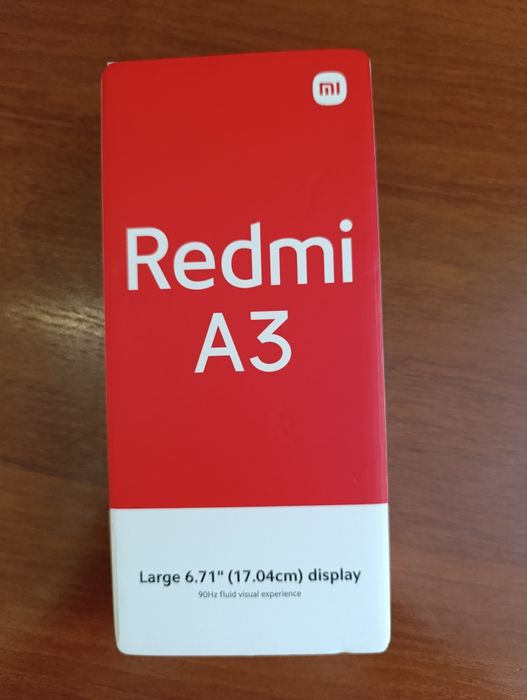 mi
Redmi
A3
Large 6.71" (17.04cm) display
90Hz fluid visual experience